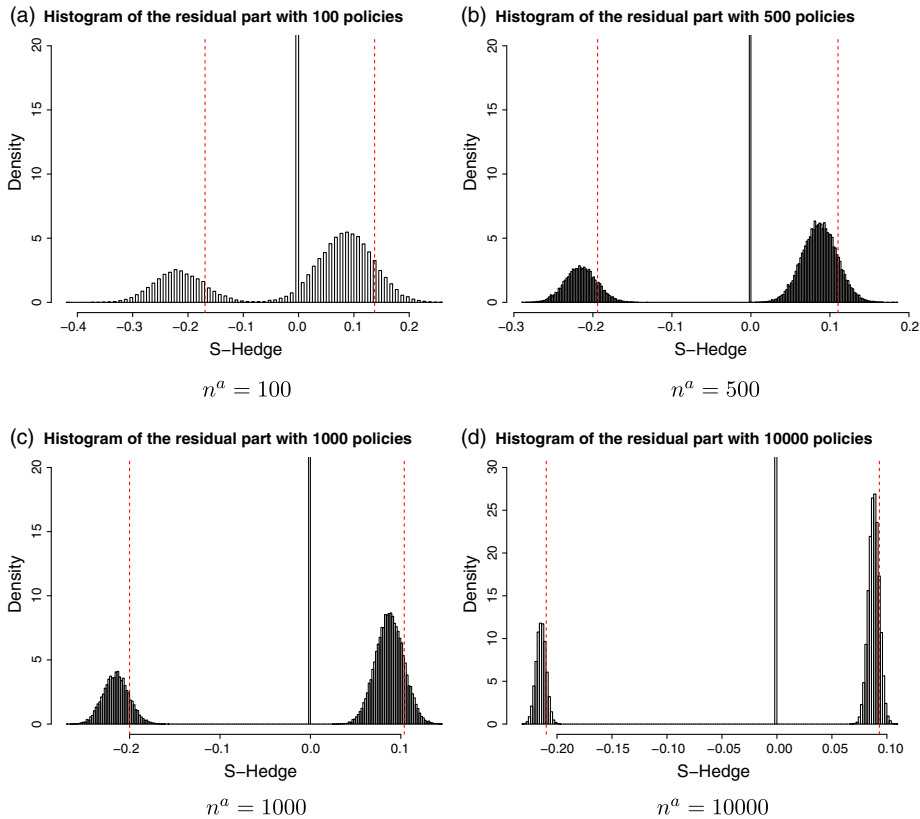 (a) Histogram of the residual part with 100 policies
Density
0 5 10 15 20
−0.4 −0.3 −0.2 −0.1 0.0 0.1 0.2
S−Hedge
n^a = 100
(b) Histogram of the residual part with 500 policies
Density
0 5 10 15 20
−0.3 −0.2 −0.1 0.0 0.1 0.2
S−Hedge
n^a = 500
(c) Histogram of the residual part with 1000 policies
Density
0 5 10 15 20
−0.2 −0.1 0.00 0.1
S−Hedge
n^a = 1000
(d) Histogram of the residual part with 10000 policies
Density
0 5 10 15 20 25 30
−0.20 −0.15 −0.10 −0.05 0.00 0.05 0.10
S−Hedge
n^a = 10000